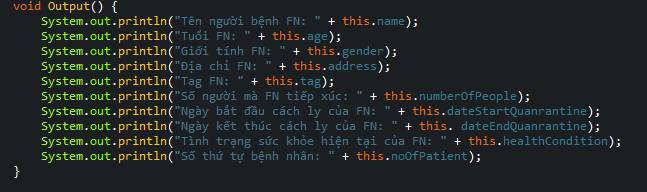 void Output() {
System.out.println("Tên người bệnh FN: " + this.name);
System.out.println("Tuổi FN: " + this.age);
System.out.println("Giới tính FN: " + this.gender);
System.out.println("Địa chỉ FN: " + this.address);
System.out.println("Tag FN: " + this.tag);
System.out.println("Số người mà FN tiếp xúc: " + this.numberOfPeople);
System.out.println("Ngày bắt đầu cách ly của FN: " + this.dateStartQuanrantine);
System.out.println("Ngày kết thúc cách ly của FN: " + this. dateEndQuanrantine);
System.out.println("Tình trạng sức khỏe hiện tại của FN: " + this.healthCondition);
System.out.println("Số thứ tự bệnh nhân: " + this.noOfPatient);
}